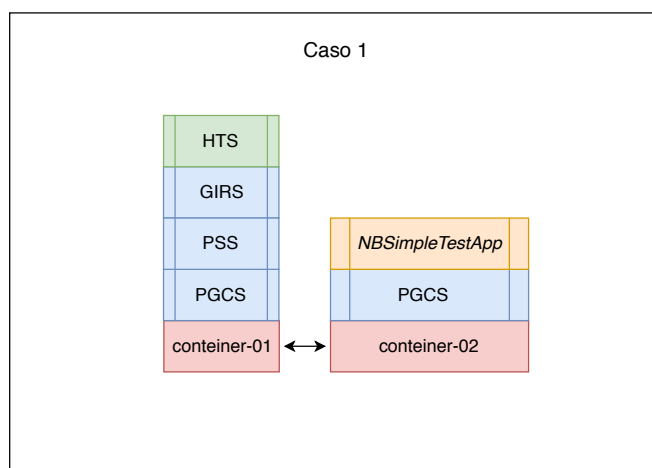 Caso 1
HTS
GIRS
PSS
PGCS
conteiner-01
NBSimpleTestApp
PGCS
conteiner-02